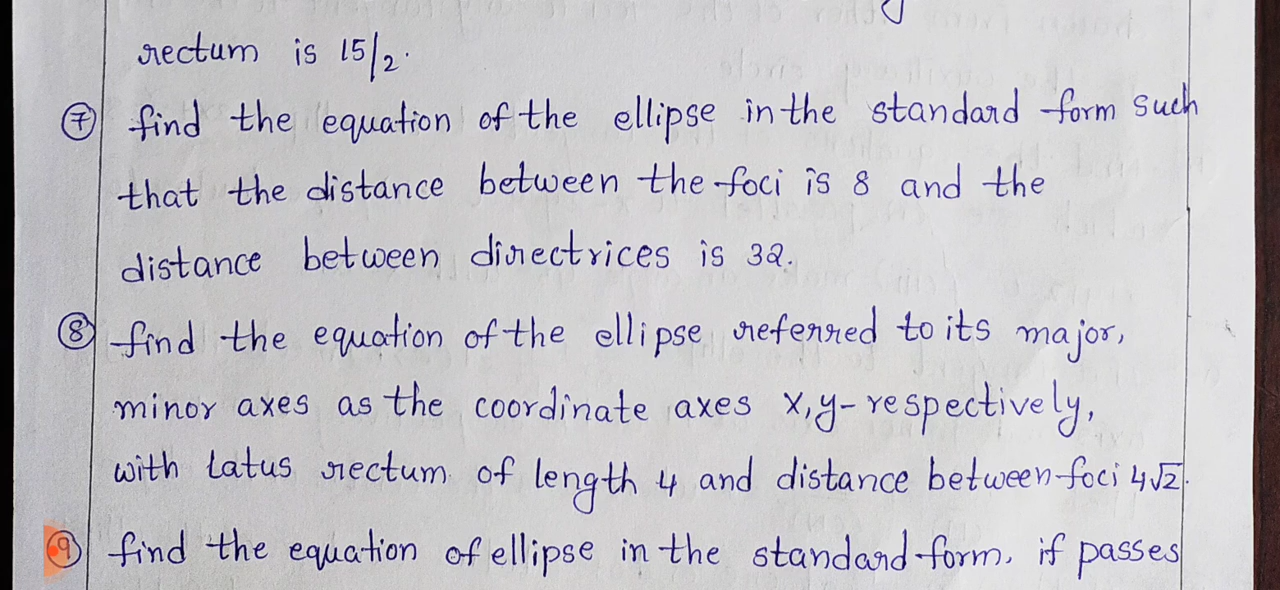 rectum is 15/2.
⑦ find the equation of the ellipse in the standard form such
that the distance between the foci is 8 and the
distance between directrices is 32.
⑧ find the equation of the ellipse referred to its major,
minor axes as the coordinate axes x,y- respectively,
with latus rectum of length 4 and distance between foci 4√2.
⑨ find the equation of ellipse in the standard form, if passes